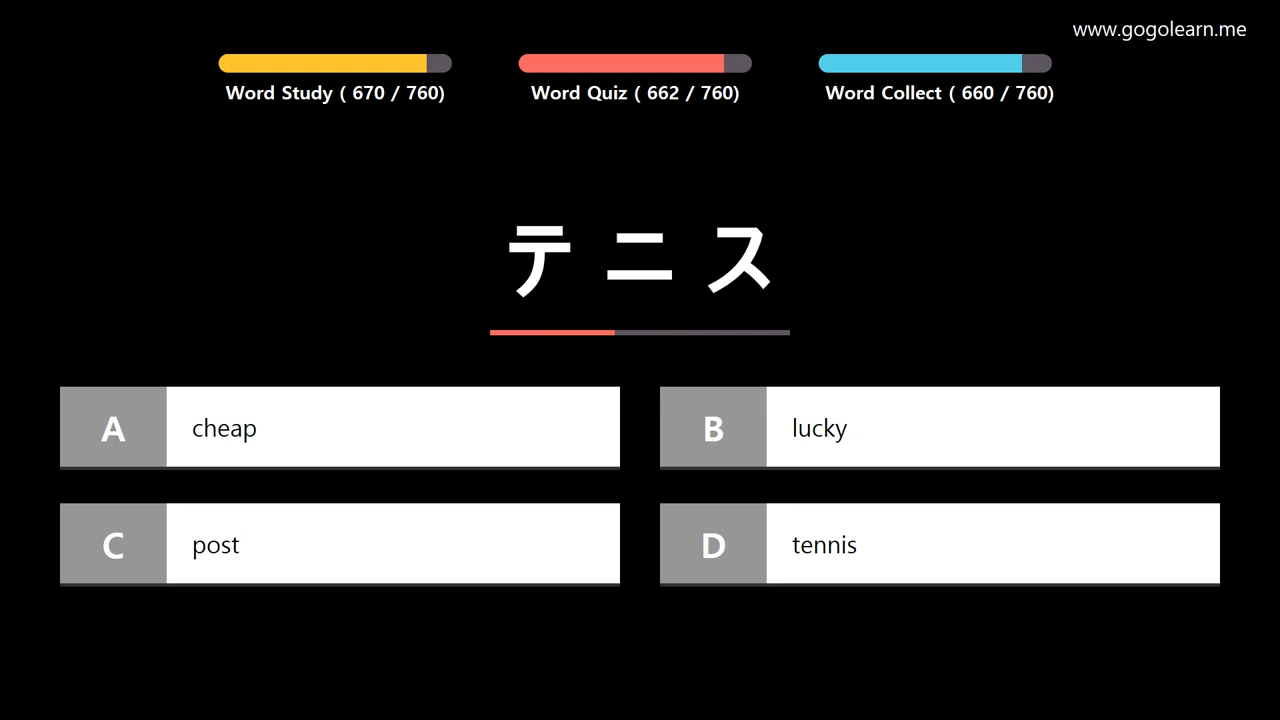 www.gogolearn.me
Word Study ( 670 / 760)
Word Quiz ( 662 / 760)
Word Collect ( 660 / 760)
テニス
A cheap
B lucky
C post
D tennis